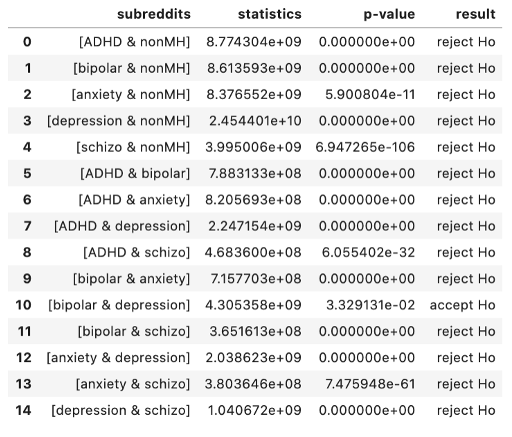 subreddits statistics p-value result
0 [ADHD & nonMH] 8.774304e+09 0.000000e+00 reject Ho
1 [bipolar & nonMH] 8.613593e+09 0.000000e+00 reject Ho
2 [anxiety & nonMH] 8.376552e+09 5.900804e-11 reject Ho
3 [depression & nonMH] 2.454401e+10 0.000000e+00 reject Ho
4 [schizo & nonMH] 3.995006e+09 6.947265e-106 reject Ho
5 [ADHD & bipolar] 7.883133e+08 0.000000e+00 reject Ho
6 [ADHD & anxiety] 8.205693e+08 0.000000e+00 reject Ho
7 [ADHD & depression] 2.247154e+09 0.000000e+00 reject Ho
8 [ADHD & schizo] 4.683600e+08 6.055402e-32 reject Ho
9 [bipolar & anxiety] 7.157703e+08 0.000000e+00 reject Ho
10 [bipolar & depression] 4.305358e+09 3.329131e-02 accept Ho
11 [bipolar & schizo] 3.651613e+08 0.000000e+00 reject Ho
12 [anxiety & depression] 2.038623e+09 0.000000e+00 reject Ho
13 [anxiety & schizo] 3.803646e+08 7.475948e-61 reject Ho
14 [depression & schizo] 1.040672e+09 0.000000e+00 reject Ho